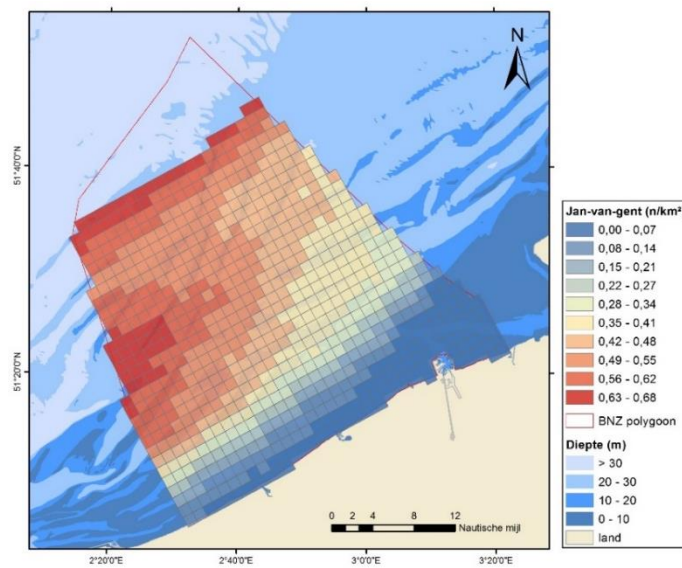 N
51°40'0"N
51°20'0"N
2°20'0"E
2°40'0"E
3°0'0"E
3°20'0"E
0 2 4 8 12
Nautische mijl
Jan-van-gent (n/km²
0,00 - 0,07
0,08 - 0,14
0,15 - 0,21
0,22 - 0,27
0,28 - 0,34
0,35 - 0,41
0,42 - 0,48
0,49 - 0,55
0,56 - 0,62
0,63 - 0,68
BNZ polygoon
Diepte (m)
> 30
20 - 30
10 - 20
0 - 10
land